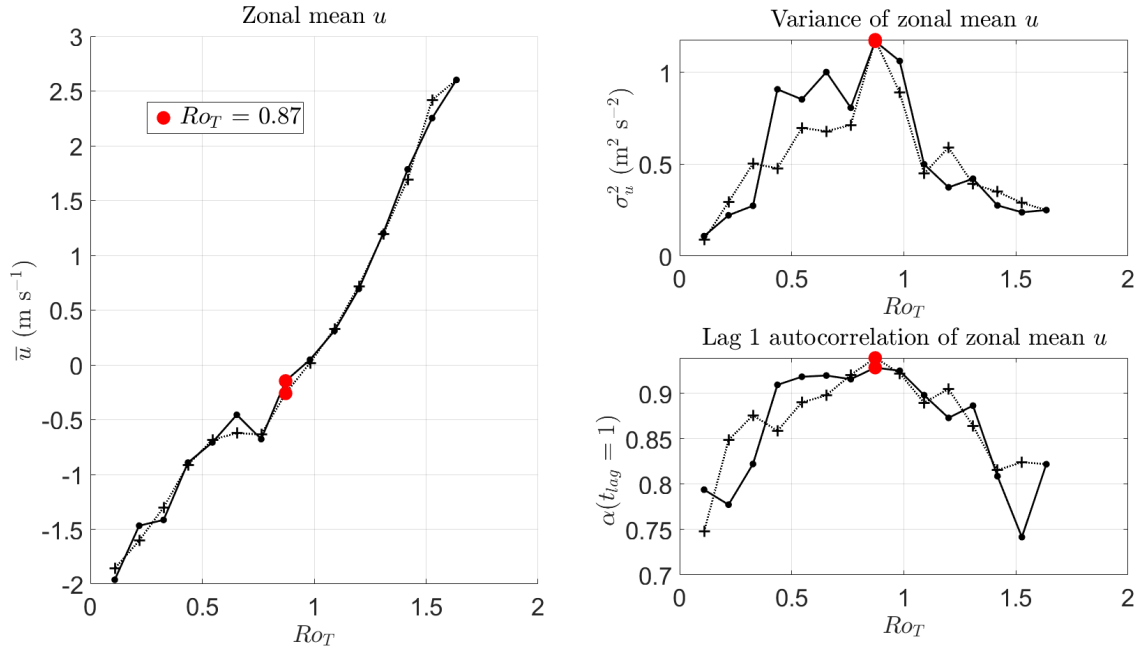 Zonal mean u
3
2.5
2
1.5
1
0.5
0
-0.5
-1
-1.5
-2
u̅ (m s⁻¹)
Ro_T = 0.87
0 0.5 1 1.5 2
Ro_T
Variance of zonal mean u
1
0.5
0
σ²_u (m² s⁻²)
0 0.5 1 1.5 2
Ro_T
Lag 1 autocorrelation of zonal mean u
0.9
0.85
0.8
0.75
0.7
α(t_lag = 1)
0 0.5 1 1.5 2
Ro_T